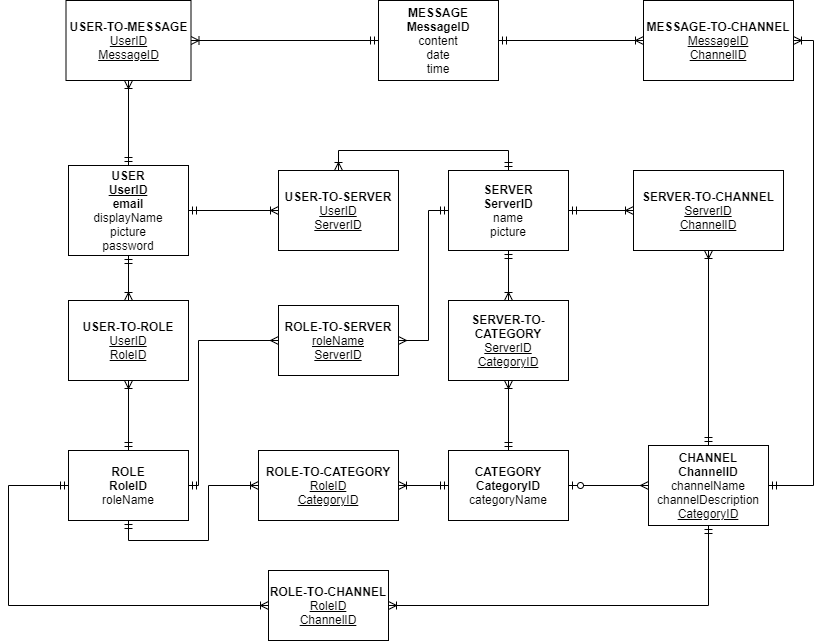 USER-TO-MESSAGE
UserID
MessageID
MESSAGE
MessageID
content
date
time
MESSAGE-TO-CHANNEL
MessageID
ChannelID
USER
UserID
email
displayName
picture
password
USER-TO-SERVER
UserID
ServerID
SERVER
ServerID
name
picture
SERVER-TO-CHANNEL
ServerID
ChannelID
USER-TO-ROLE
UserID
RoleID
ROLE-TO-SERVER
roleName
ServerID
SERVER-TO-
CATEGORY
ServerID
CategoryID
ROLE
RoleID
roleName
ROLE-TO-CATEGORY
RoleID
CategoryID
CATEGORY
CategoryID
categoryName
CHANNEL
ChannelID
channelName
channelDescription
CategoryID
ROLE-TO-CHANNEL
RoleID
ChannelID